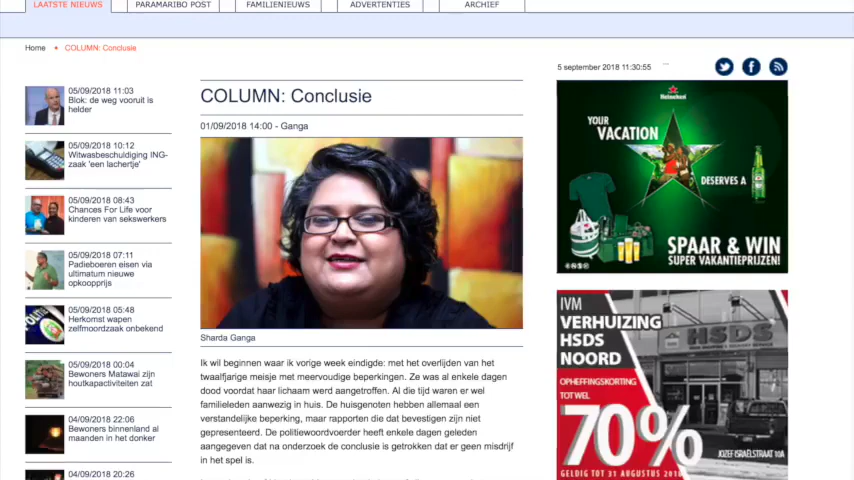 LAATSTE NIEUWS
PARAMARIBO POST
FAMILIENIEUWS
ADVERTENTIES
ARCHIEF
Home
COLUMN: Conclusie
05/09/2018 11:03
Blok: de weg vooruit is
helder
05/09/2018 10:12
Witwasbeschuldiging ING-
zaak 'een lachertje'
05/09/2018 08:43
Chances For Life voor
kinderen van sekswerkers
05/09/2018 07:11
Padieboeren eisen via
ultimatum nieuwe
opkoopprijs
05/09/2018 05:48
Herkomst wapen
zelfmoordzaak onbekend
05/09/2018 00:04
Bewoners Matawai zijn
houtkapactiviteiten zat
04/09/2018 22:06
Bewoners binnenland al
maanden in het donker
04/09/2018 20:26
COLUMN: Conclusie
01/09/2018 14:00 - Ganga
Sharda Ganga
Ik wil beginnen waar ik vorige week eindigde: met het overlijden van het
twaalfjarige meisje met meervoudige beperkingen. Ze was al enkele dagen
dood voordat haar lichaam werd aangetroffen. Al die tijd waren er wel
familieleden aanwezig in huis. De huisgenoten hebben allemaal een
verstandelijke beperking, maar rapporten die dat bevestigen zijn niet
gepresenteerd. De politiewoordvoerder heeft enkele dagen geleden
aangegeven dat na onderzoek de conclusie is getrokken dat er geen misdrijf
in het spel is.
5 september 2018 11:30:55
Heineken
YOUR
VACATION
DESERVES A
SPAAR & WIN
SUPER VAKANTIEPRIJZEN!
IVM
VERHUIZING
HSDS
NOORD
HSDS
OPHEFFINGSKORTING
TOT WEL
70%
JOZEF ISRAELSTRAAT 10A
GELDIG TOT 31 AUGUSTUS 2018